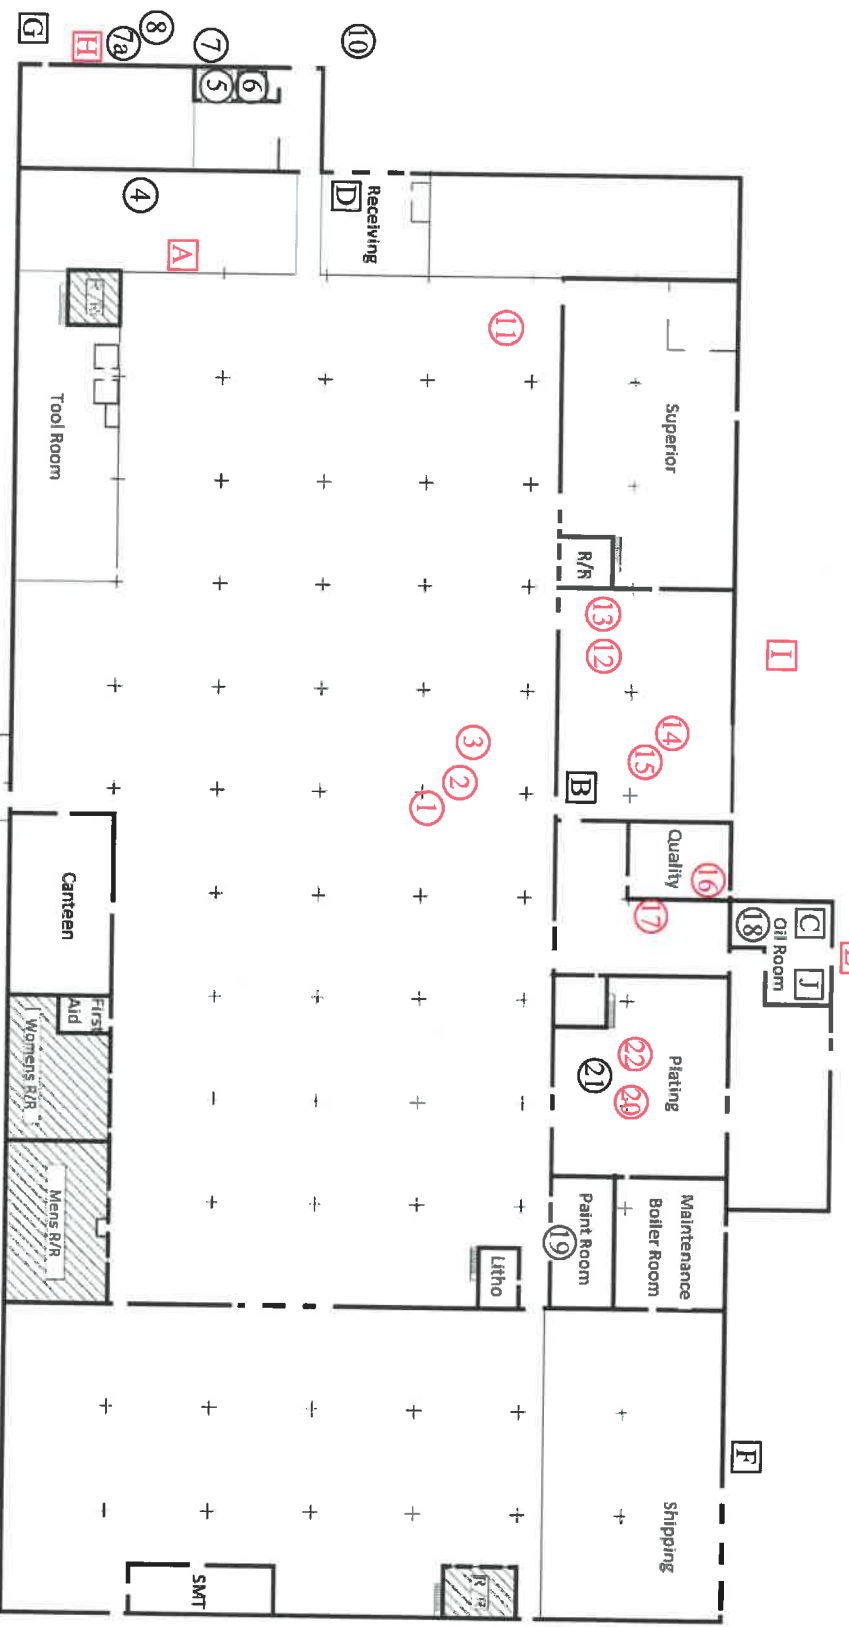 G
H
7a
8
7
10
5
6
4
D
Receiving
A
R/R
11
Tool Room
Superior
R/R
13
12
I
14
3
15
2
1
B
Quality
16
17
Canteen
18
Oil Room
C
J
First
Aid
Womens R/R
22
21
20
Plating
Mens R/R
19
Paint Room
Maintenance
Boiler Room
Litho
F
Shipping
SMT
R/R